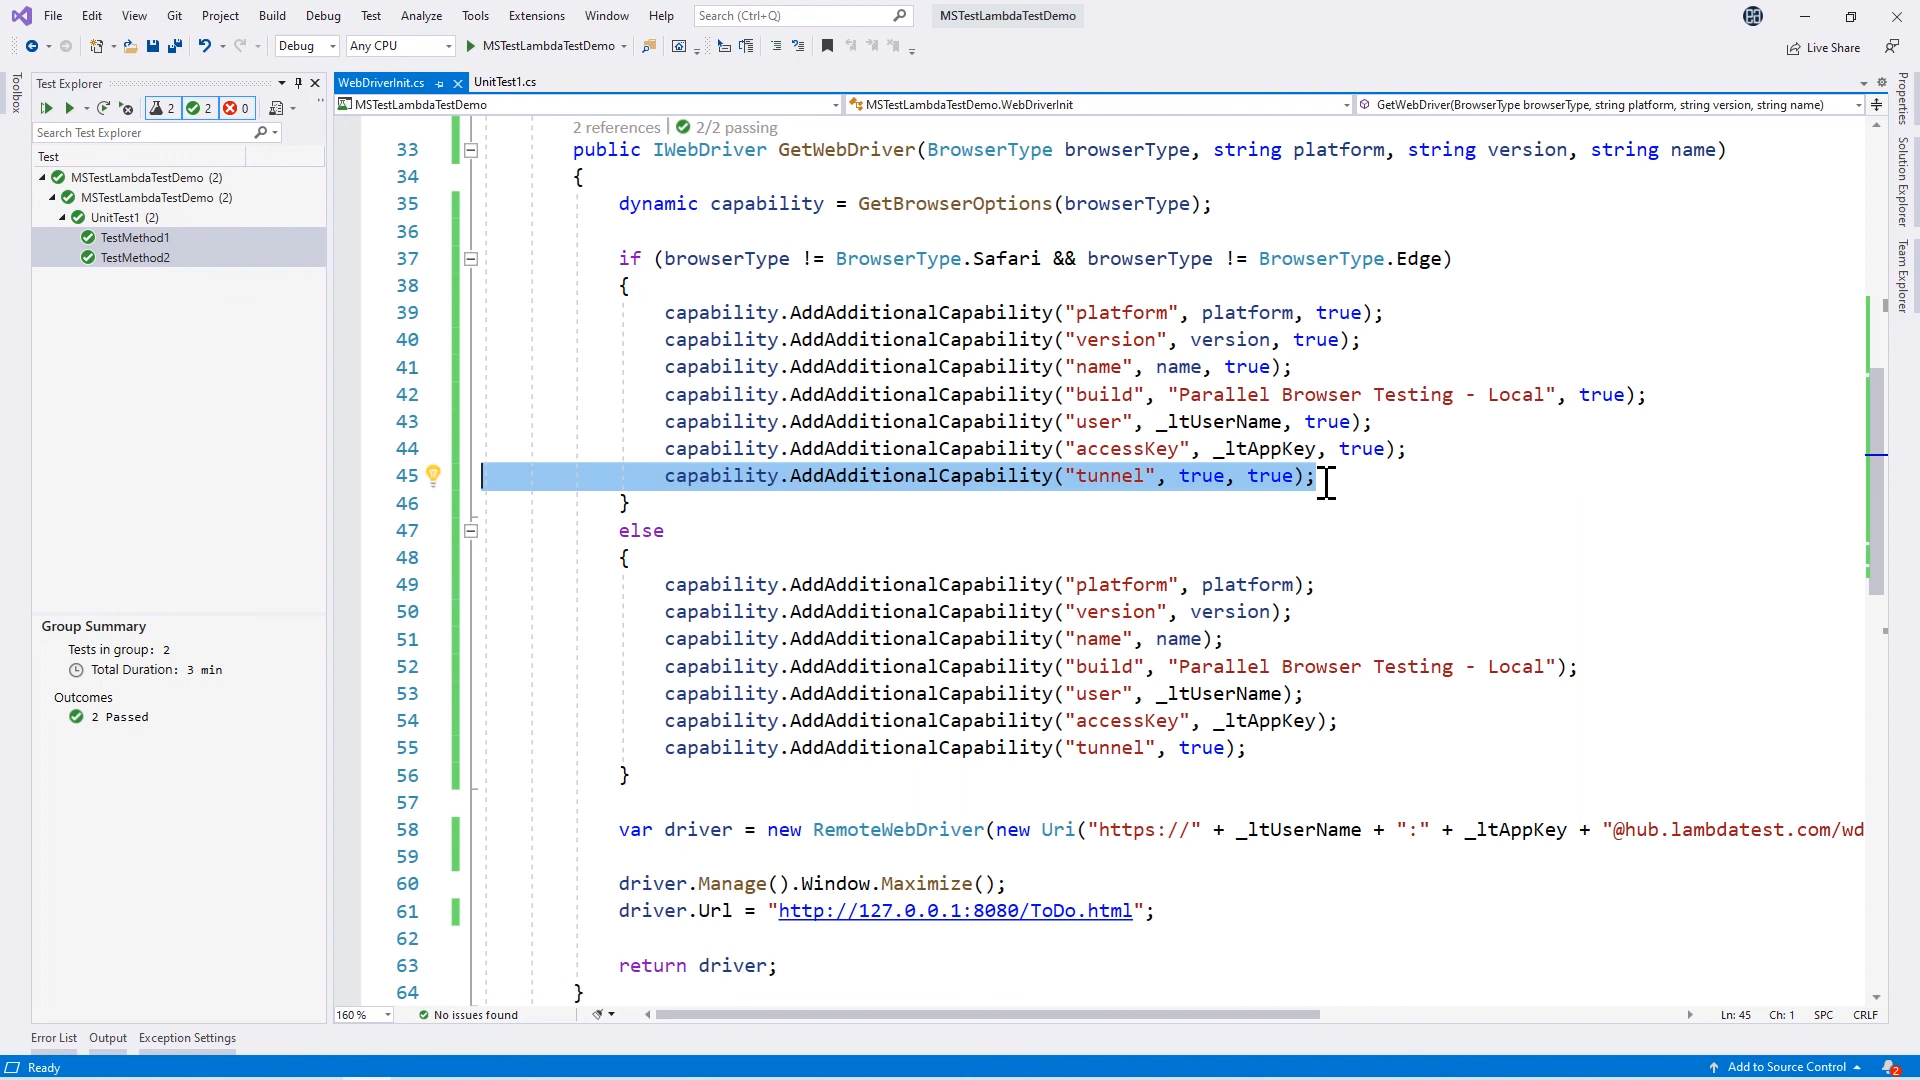 File Edit View Git Project Build Debug Test Analyze Tools Extensions Window Help Search (Ctrl+Q) MSTestLambdaTestDemo
Debug Any CPU MSTestLambdaTestDemo Live Share
Toolbox
Test Explorer
2 2 0
Search Test Explorer
Test
MSTestLambdaTestDemo (2)
MSTestLambdaTestDemo (2)
UnitTest1 (2)
TestMethod1
TestMethod2
Group Summary
Tests in group: 2
Total Duration: 3 min
Outcomes
2 Passed
WebDriverInit.cs UnitTest1.cs
MSTestLambdaTestDemo MSTestLambdaTestDemo.WebDriverInit GetWebDriver(BrowserType browserType, string platform, string version, string name)
2 references | 2/2 passing
33 public IWebDriver GetWebDriver(BrowserType browserType, string platform, string version, string name)
34 {
35 dynamic capability = GetBrowserOptions(browserType);
36
37 if (browserType != BrowserType.Safari && browserType != BrowserType.Edge)
38 {
39 capability.AddAdditionalCapability("platform", platform, true);
40 capability.AddAdditionalCapability("version", version, true);
41 capability.AddAdditionalCapability("name", name, true);
42 capability.AddAdditionalCapability("build", "Parallel Browser Testing - Local", true);
43 capability.AddAdditionalCapability("user", _ltUserName, true);
44 capability.AddAdditionalCapability("accessKey", _ltAppKey, true);
45 capability.AddAdditionalCapability("tunnel", true, true);
46 }
47 else
48 {
49 capability.AddAdditionalCapability("platform", platform);
50 capability.AddAdditionalCapability("version", version);
51 capability.AddAdditionalCapability("name", name);
52 capability.AddAdditionalCapability("build", "Parallel Browser Testing - Local");
53 capability.AddAdditionalCapability("user", _ltUserName);
54 capability.AddAdditionalCapability("accessKey", _ltAppKey);
55 capability.AddAdditionalCapability("tunnel", true);
56 }
57
58 var driver = new RemoteWebDriver(new Uri("https://" + _ltUserName + ":" + _ltAppKey + "@hub.lambdatest.com/wd
59
60 driver.Manage().Window.Maximize();
61 driver.Url = "http://127.0.0.1:8080/ToDo.html";
62
63 return driver;
64 }
160 % No issues found Ln: 45 Ch: 1 SPC CRLF
Properties
Solution Explorer
Team Explorer
Error List Output Exception Settings
Ready Add to Source Control 2